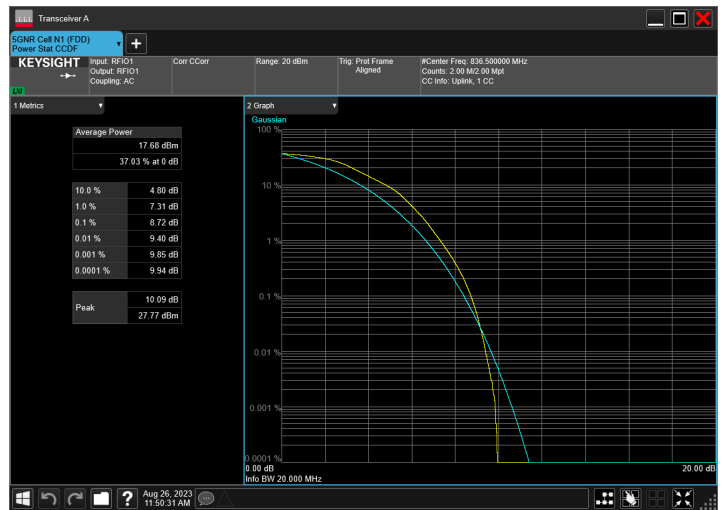 Transceiver A
5GNR Cell N1 (FDD)
Power Stat CCDF
KEYSIGHT
LXI
Input: RFIO1
Output: RFIO1
Coupling: AC
Corr CCorr
Range: 20 dBm
Trig: Prot Frame
Aligned
#Center Freq: 836.500000 MHz
Counts: 2.00 M/2.00 Mpt
CC Info: Uplink, 1 CC
1 Metrics
Average Power
17.68 dBm
37.03 % at 0 dB
10.0 % 4.80 dB
1.0 % 7.31 dB
0.1 % 8.72 dB
0.01 % 9.40 dB
0.001 % 9.85 dB
0.0001 % 9.94 dB
Peak
10.09 dB
27.77 dBm
2 Graph
Gaussian
100 %
10 %
1 %
0.1 %
0.01 %
0.001 %
0.0001 %
0.00 dB 20.00 dB
Info BW 20.000 MHz
Aug 26, 2023
11:50:31 AM